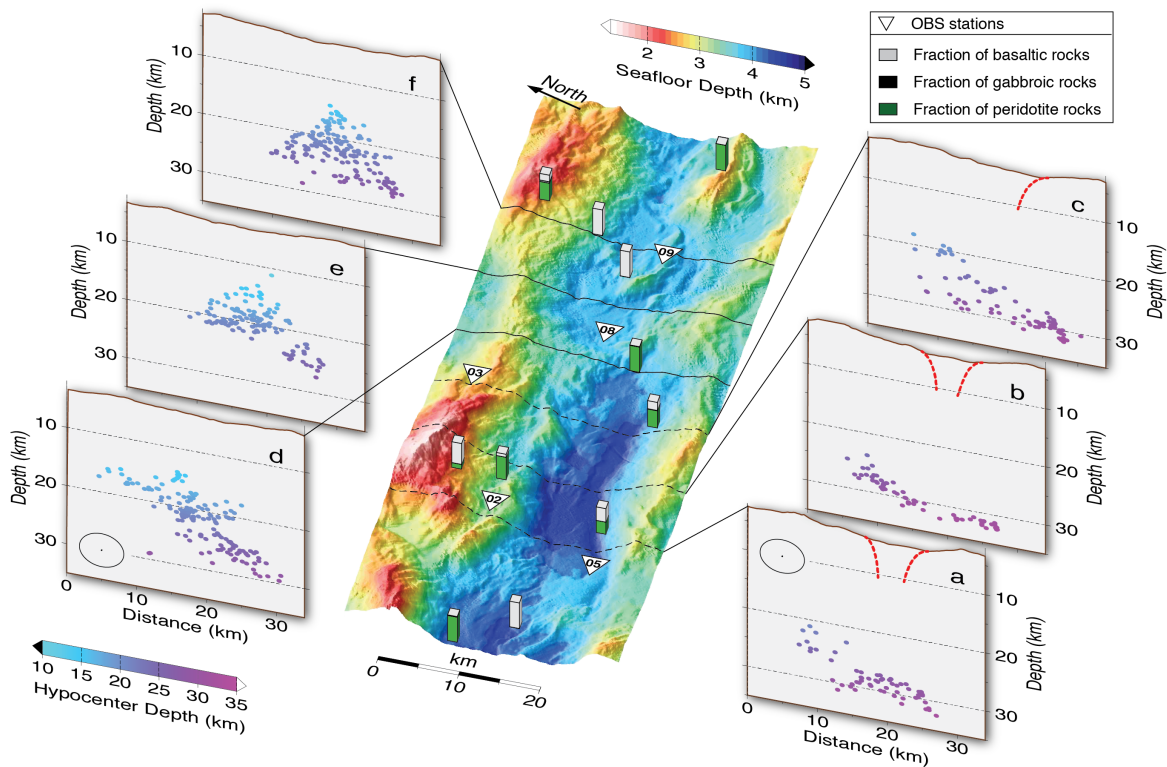 OBS stations
Fraction of basaltic rocks
Fraction of gabbroic rocks
Fraction of peridotite rocks
2 3 4 5
Seafloor Depth (km)
North
f
Depth (km)
10
20
30
e
Depth (km)
10
20
30
d
Depth (km)
10
20
30
0 10 20 30
Distance (km)
10 15 20 25 30 35
Hypocenter Depth (km)
09
08
03
02
05
km
0 10 20
c
Depth (km)
10
20
30
b
Depth (km)
10
20
30
a
Depth (km)
10
20
30
0 10 20 30
Distance (km)